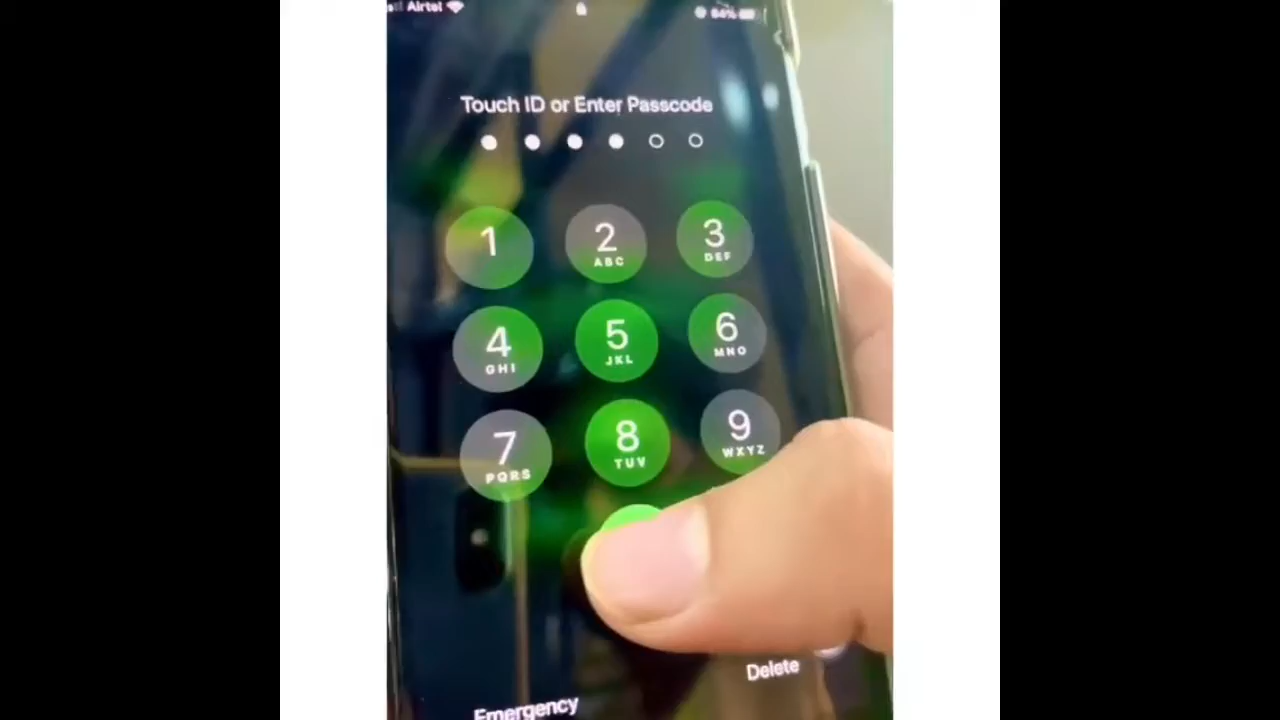 Airtel 64%
Touch ID or Enter Passcode
1 2 3
ABC DEF
4 5 6
GHI JKL MNO
7 8 9
PQRS TUV WXYZ
Delete
Emergency